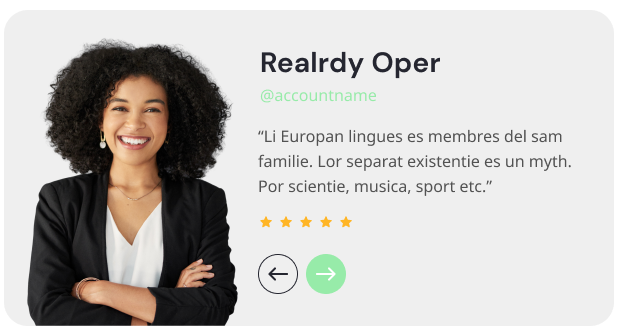 Realrdy Oper
@accountname
“Li Europan lingues es membres del sam
familie. Lor separat existentie es un myth.
Por scientie, musica, sport etc.”